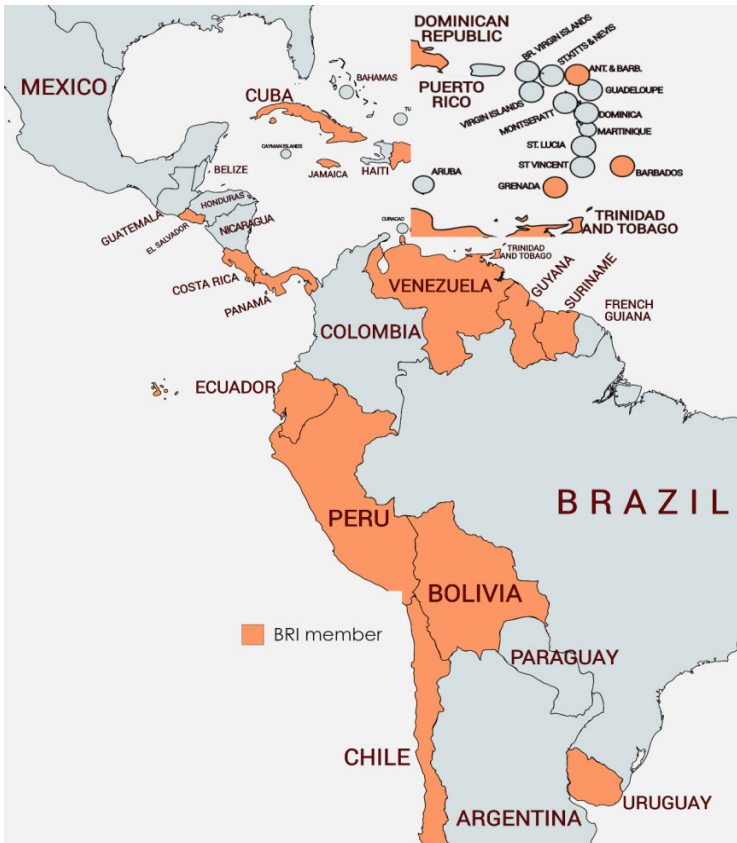 DOMINICAN
REPUBLIC
BR. VIRGIN ISLANDS
ST.KITTS & NEVIS
ANT. & BARB.
MEXICO
BAHAMAS
PUERTO
RICO
GUADELOUPE
CUBA
VIRGIN ISLANDS
MONTSERATT
DOMINICA
MARTINIQUE
CAYMAN ISLANDS
ST. LUCIA
BELIZE
JAMAICA
HAITI
ARUBA
ST VINCENT
BARBADOS
GRENADA
HONDURAS
GUATEMALA
EL SALVADOR
NICARAGUA
CURACAO
TRINIDAD
AND TOBAGO
TRINIDAD
AND TOBAGO
COSTA RICA
PANAMÁ
VENEZUELA
GUYANA
SURINAME
FRENCH
GUIANA
COLOMBIA
ECUADOR
BRAZIL
PERU
BOLIVIA
BRI member
PARAGUAY
CHILE
URUGUAY
ARGENTINA